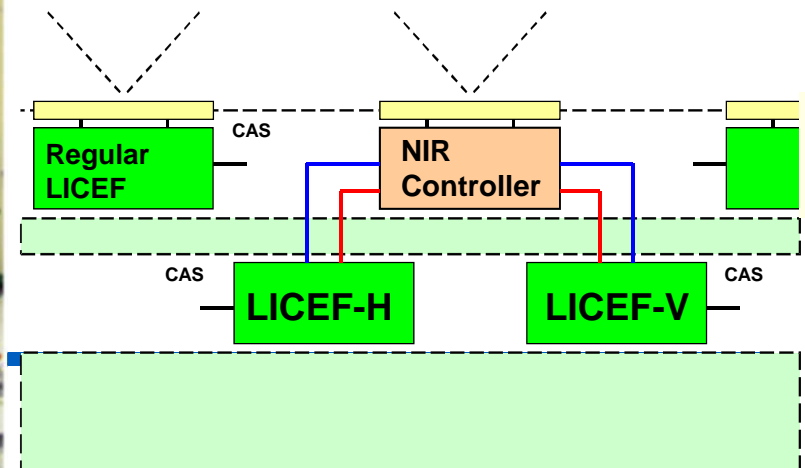 CAS
Regular
LICEF
NIR
Controller
CAS
CAS
LICEF-H
LICEF-V